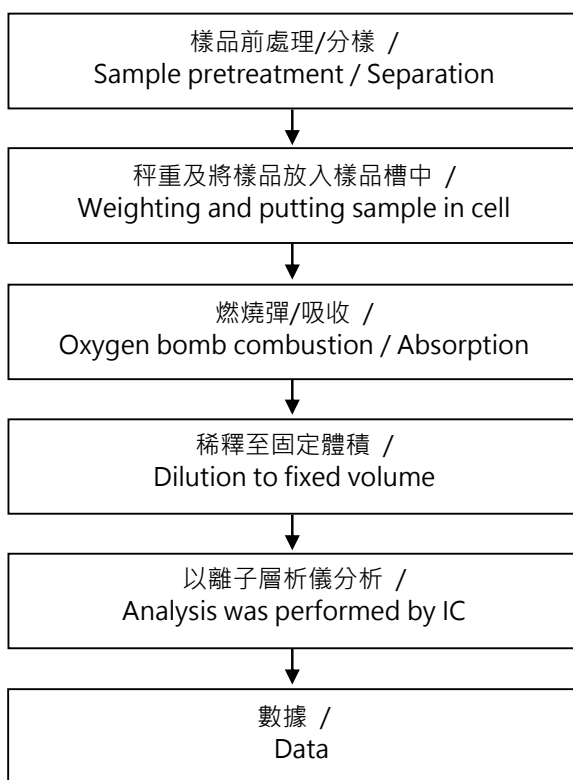 樣品前處理/分樣 /
Sample pretreatment / Separation
秤重及將樣品放入樣品槽中 /
Weighting and putting sample in cell
燃燒彈/吸收 /
Oxygen bomb combustion / Absorption
稀釋至固定體積 /
Dilution to fixed volume
以離子層析儀分析 /
Analysis was performed by IC
數據 /
Data